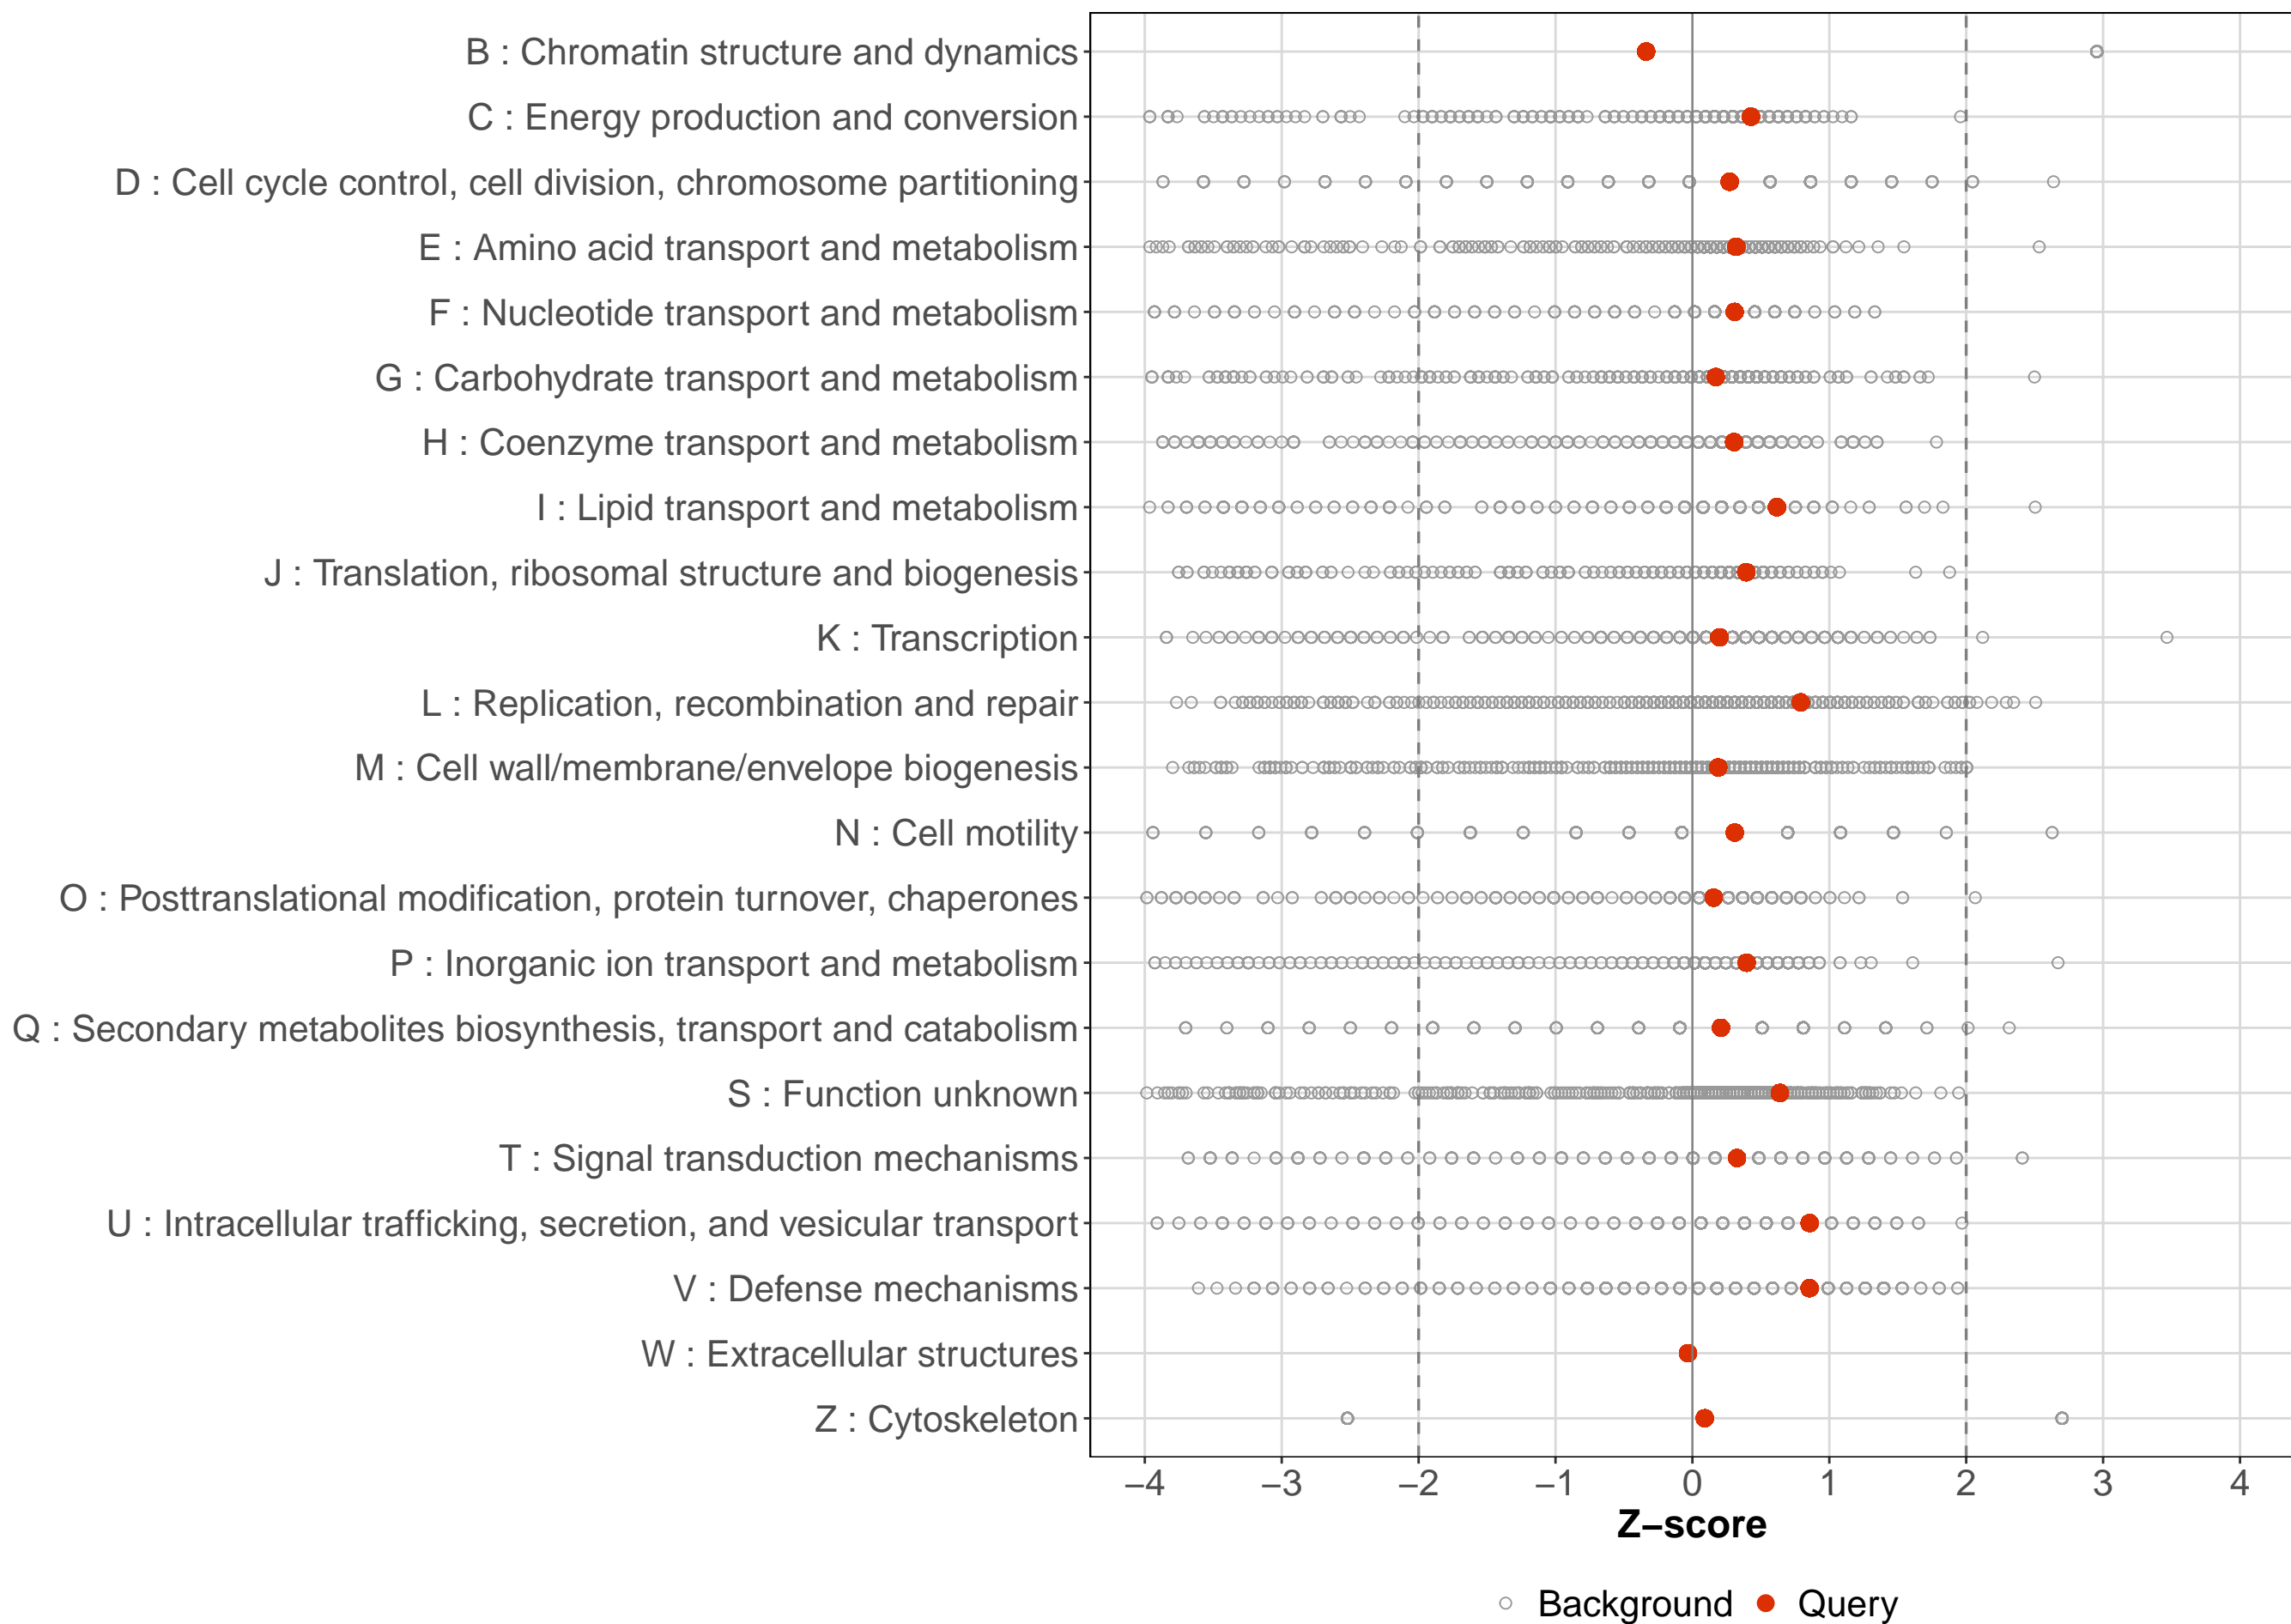 B : Chromatin structure and dynamics
C : Energy production and conversion
D : Cell cycle control, cell division, chromosome partitioning
E : Amino acid transport and metabolism
F : Nucleotide transport and metabolism
G : Carbohydrate transport and metabolism
H : Coenzyme transport and metabolism
I : Lipid transport and metabolism
J : Translation, ribosomal structure and biogenesis
K : Transcription
L : Replication, recombination and repair
M : Cell wall/membrane/envelope biogenesis
N : Cell motility
O : Posttranslational modification, protein turnover, chaperones
P : Inorganic ion transport and metabolism
Q : Secondary metabolites biosynthesis, transport and catabolism
S : Function unknown
T : Signal transduction mechanisms
U : Intracellular trafficking, secretion, and vesicular transport
V : Defense mechanisms
W : Extracellular structures
Z : Cytoskeleton
−4 −3 −2 −1 0 1 2 3 4
Z−score
Background Query